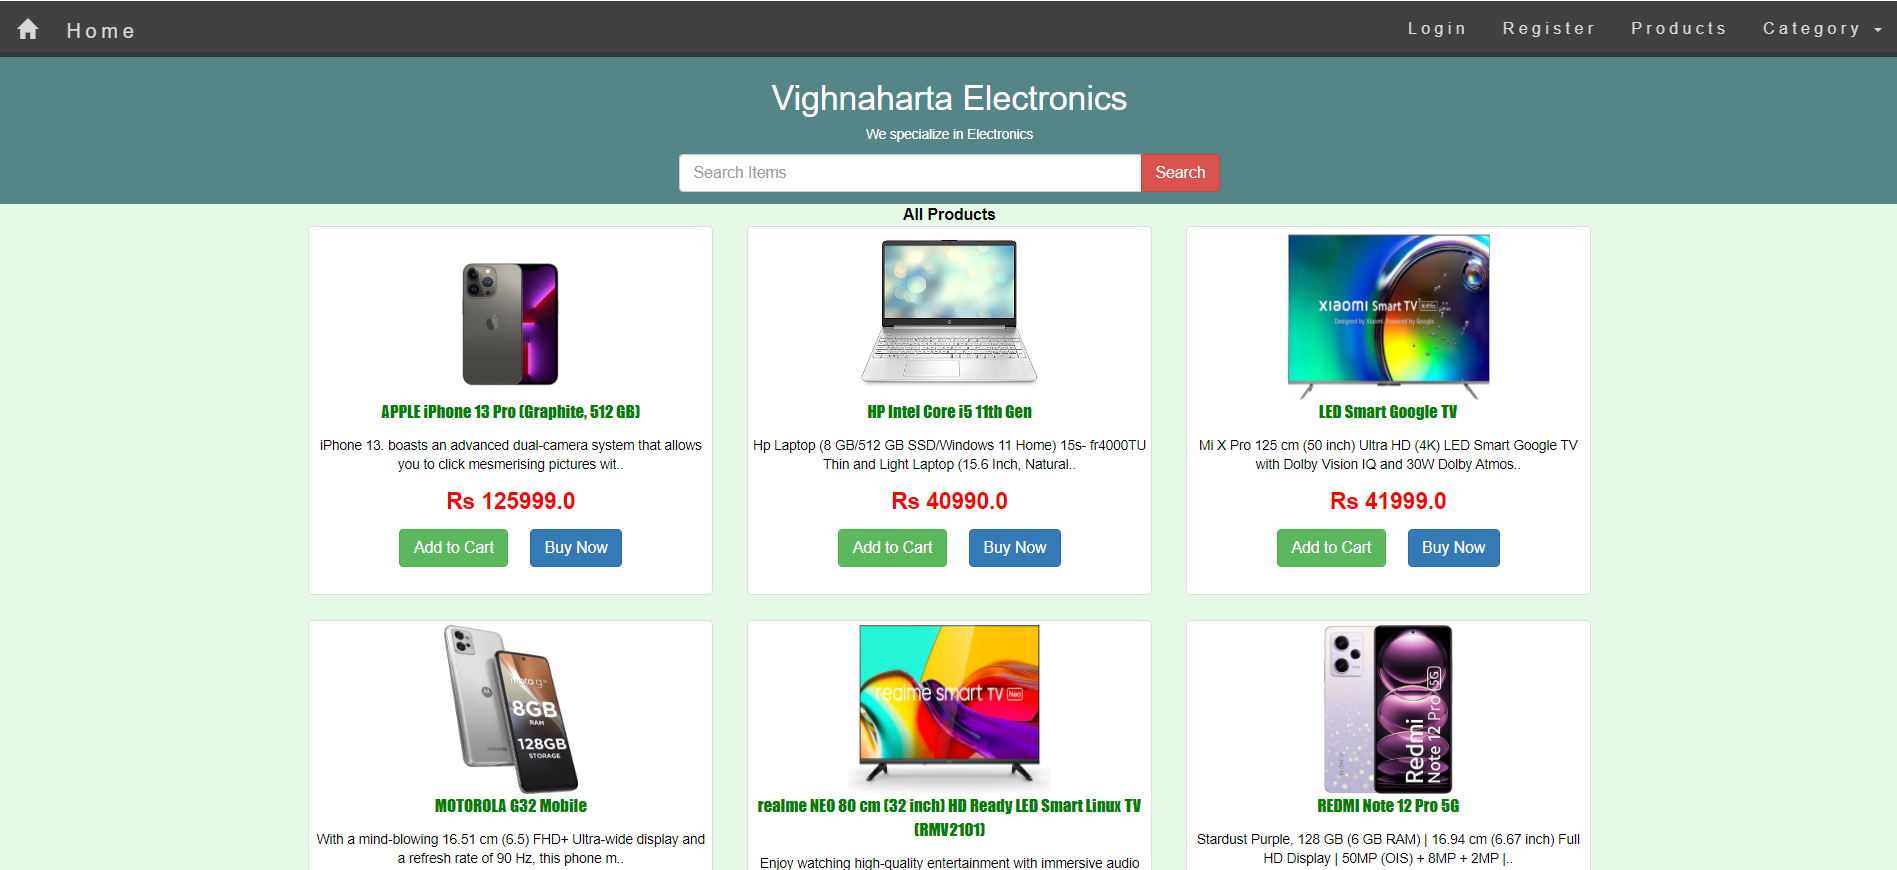 Home
Login
Register
Products
Category
Vighnaharta Electronics
We specialize in Electronics
Search Items
Search
All Products
XIAOMI Smart TV
Designed by Xiaomi. Powered by Google.
APPLE iPhone 13 Pro (Graphite, 512 GB)
iPhone 13. boasts an advanced dual-camera system that allows
you to click mesmerising pictures wit..
Rs 125999.0
Add to Cart
Buy Now
HP Intel Core i5 11th Gen
Hp Laptop (8 GB/512 GB SSD/Windows 11 Home) 15s- fr4000TU
Thin and Light Laptop (15.6 Inch, Natural..
Rs 40990.0
Add to Cart
Buy Now
LED Smart Google TV
Mi X Pro 125 cm (50 inch) Ultra HD (4K) LED Smart Google TV
with Dolby Vision IQ and 30W Dolby Atmos..
Rs 41999.0
Add to Cart
Buy Now
moto g32
8GB
RAM
128GB
STORAGE
MOTOROLA G32 Mobile
With a mind-blowing 16.51 cm (6.5) FHD+ Ultra-wide display and
a refresh rate of 90 Hz, this phone m..
realme smart TV Neo
realme NEO 80 cm (32 inch) HD Ready LED Smart Linux TV
(RMV2101)
Enjoy watching high-quality entertainment with immersive audio
Redmi
Note 12 Pro 5G
REDMI Note 12 Pro 5G
Stardust Purple, 128 GB (6 GB RAM) | 16.94 cm (6.67 inch) Full
HD Display | 50MP (OIS) + 8MP + 2MP |..